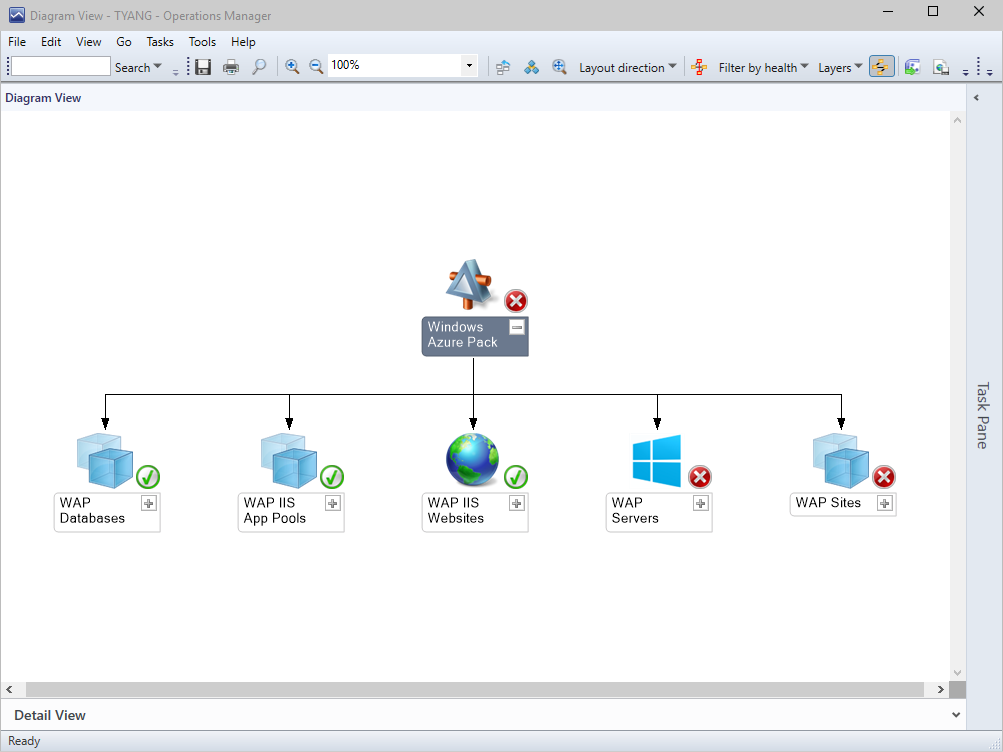 Diagram View - TYANG - Operations Manager
File Edit View Go Tasks Tools Help
Search 100% Layout direction Filter by health Layers
Diagram View
Task Pane
Windows
Azure Pack
WAP
Databases
WAP IIS
App Pools
WAP IIS
Websites
WAP
Servers
WAP Sites
Detail View
Ready